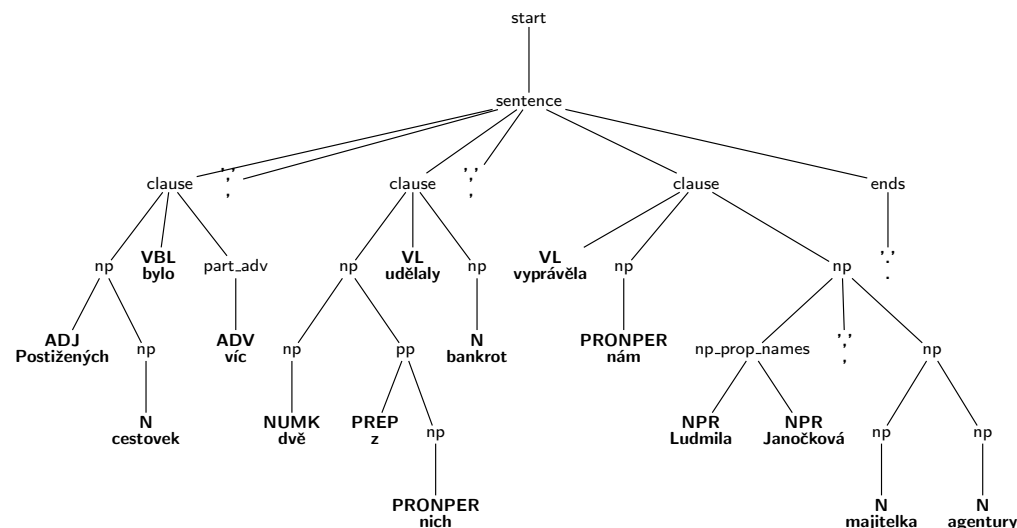 start
sentence
clause ',' clause ',' clause ends
, ,
np VBL part_adv np VL np VL np np '.'
bylo udělaly vyprávěla .
ADJ np ADV np pp N PRONPER np_prop_names ',' np
Postižených víc bankrot nám ,
N NUMK PREP np NPR NPR np np
cestovek dvě z Ludmila Janočková
PRONPER N N
nich majitelka agentury